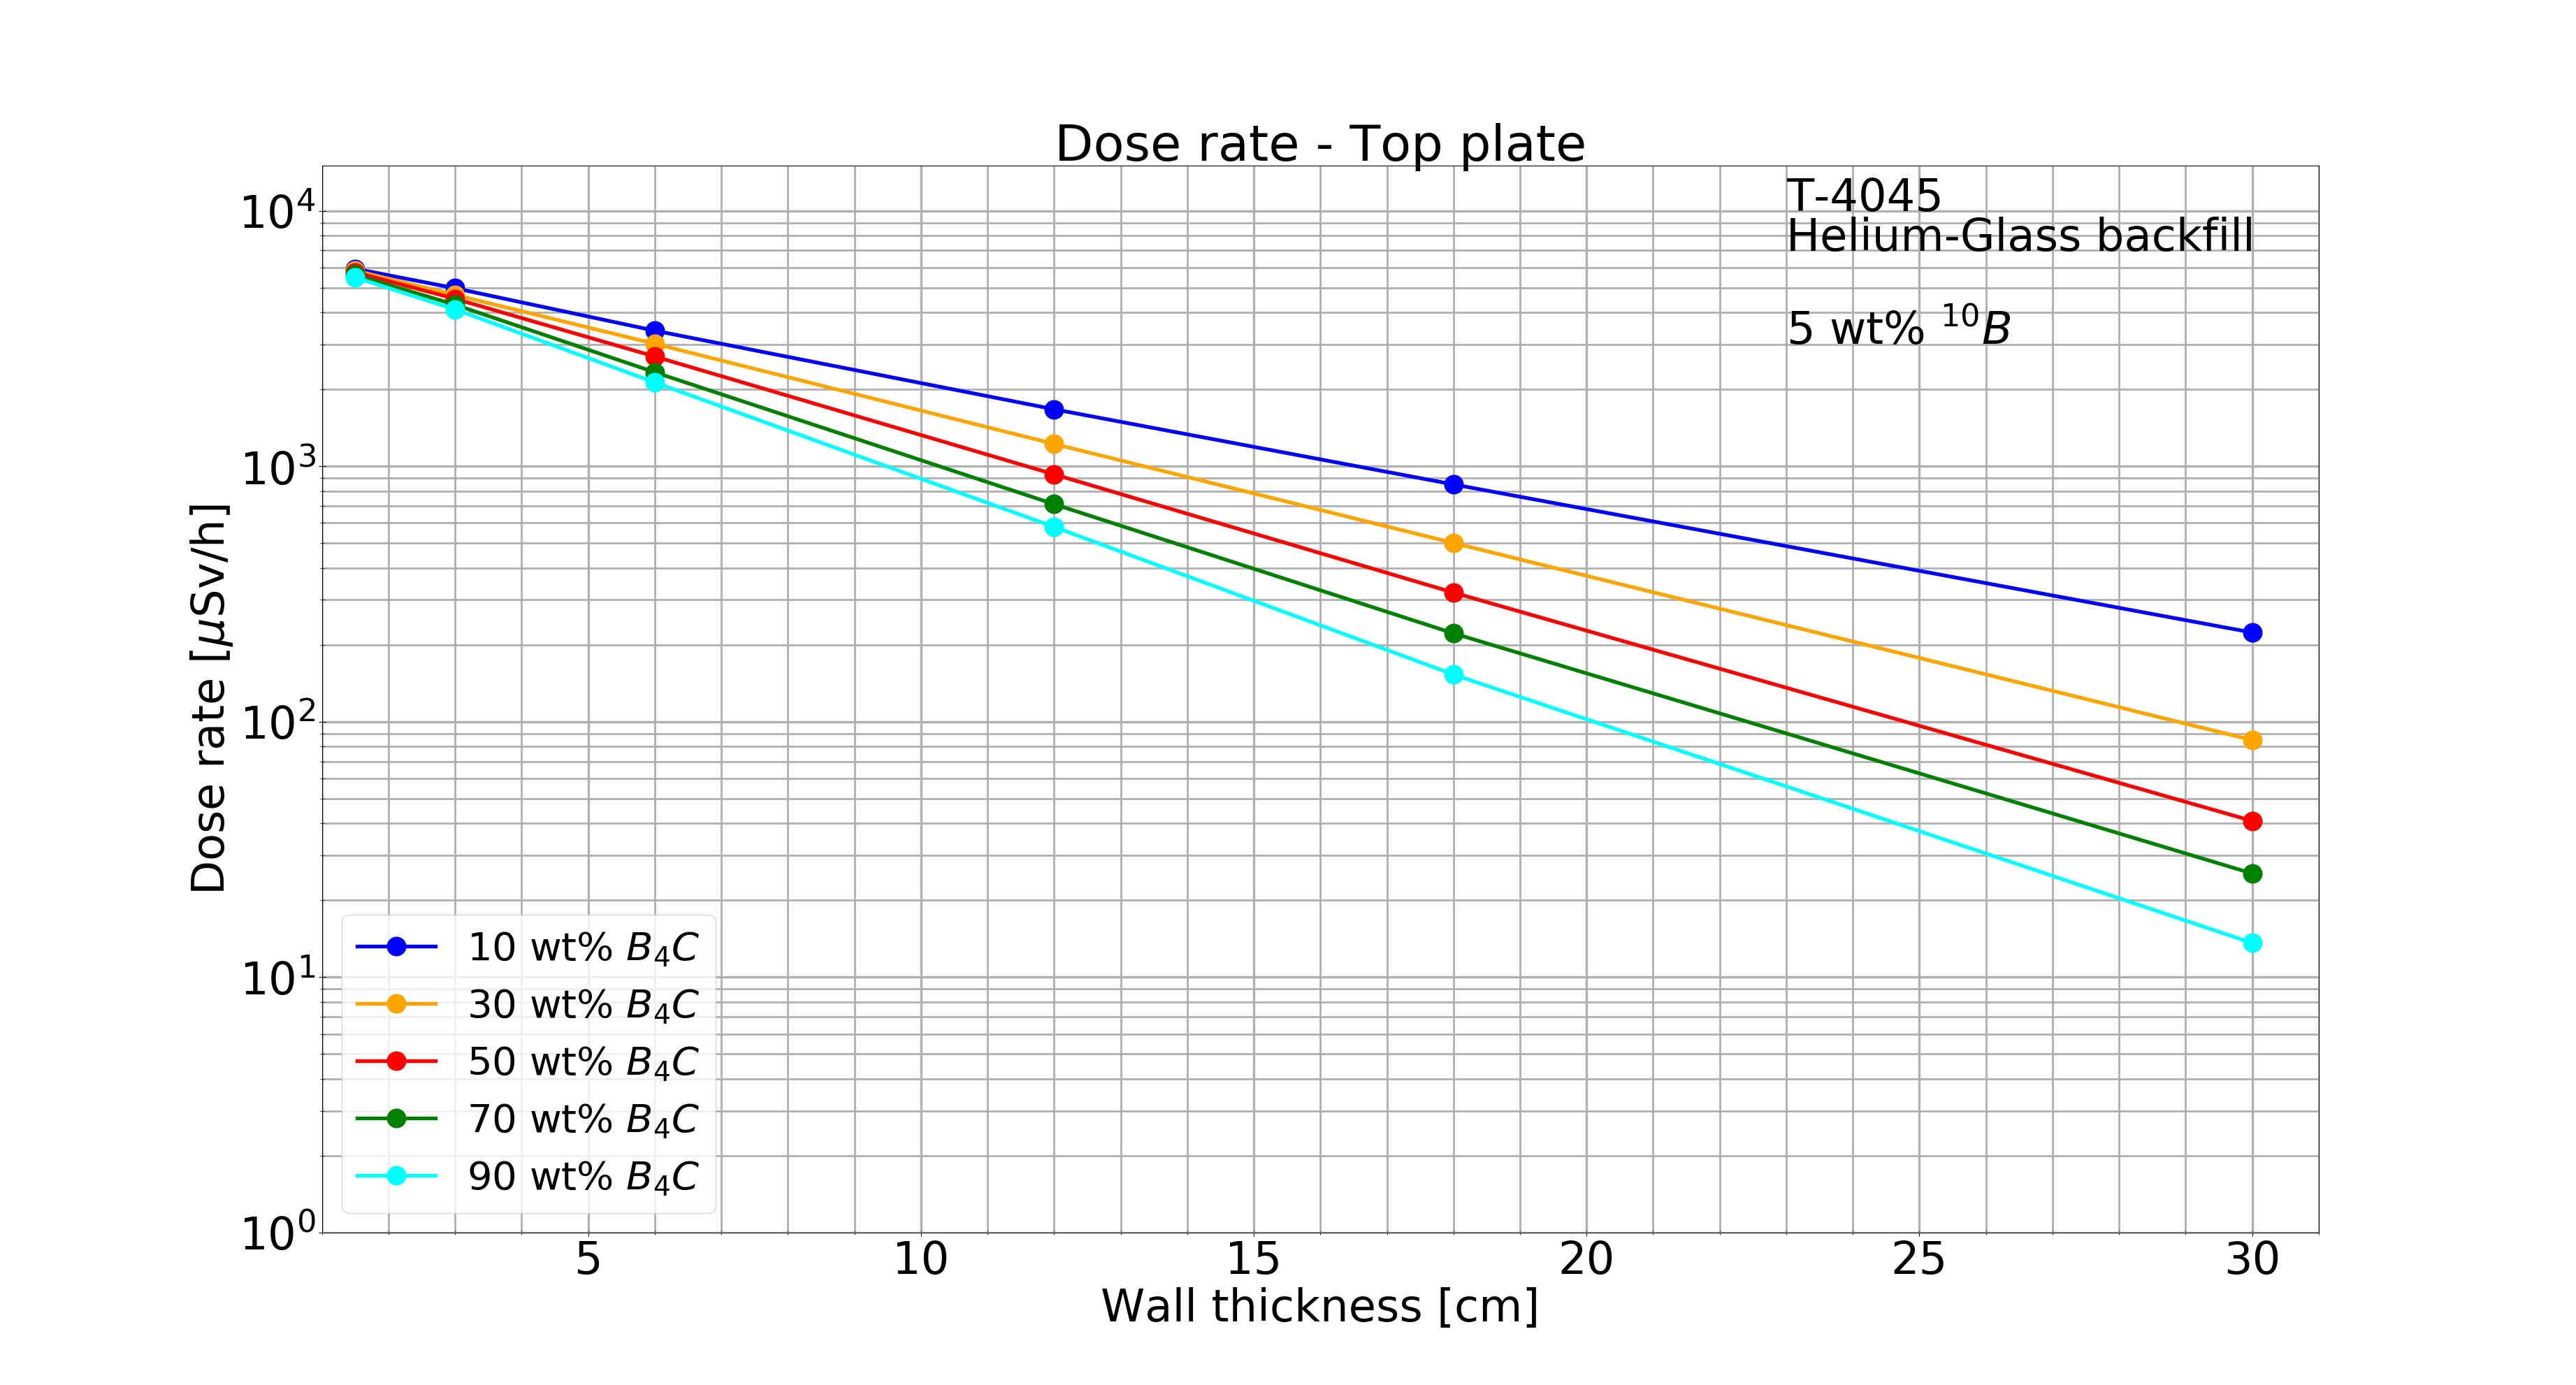 Dose rate - Top plate
T-4045
Helium-Glass backfill
5 wt% ¹⁰B
Dose rate [μSv/h]
10⁴
10³
10²
10¹
10⁰
10 wt% B₄C
30 wt% B₄C
50 wt% B₄C
70 wt% B₄C
90 wt% B₄C
5 10 15 20 25 30
Wall thickness [cm]